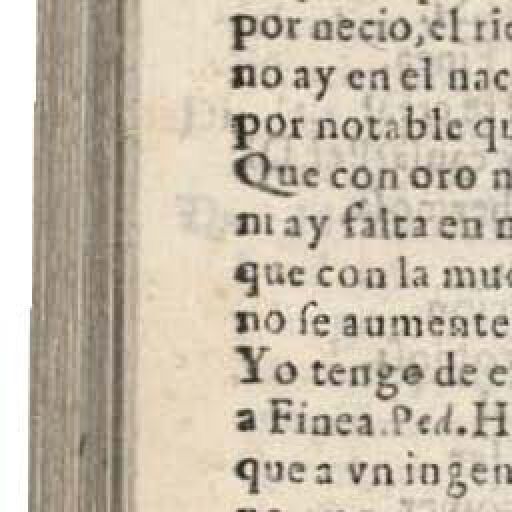 por necio, el ric
no ay en el nac
por notable qu
Que con oro n
ni ay falta en n
que con la muc
no ſe aumente
Yo tengo de e
a Finea. Ped. H
que a vn ingen